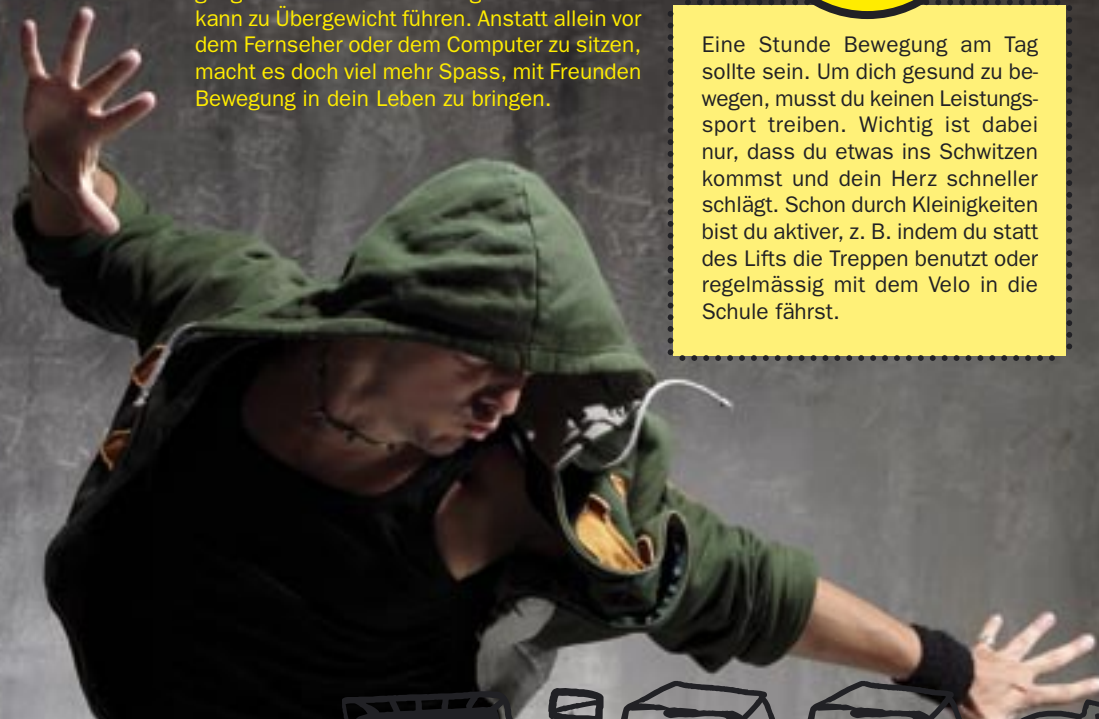 kann zu Übergewicht führen. Anstatt allein vor
dem Fernseher oder dem Computer zu sitzen,
macht es doch viel mehr Spass, mit Freunden
Bewegung in dein Leben zu bringen.
Eine Stunde Bewegung am Tag
sollte sein. Um dich gesund zu be-
wegen, musst du keinen Leistungs-
sport treiben. Wichtig ist dabei
nur, dass du etwas ins Schwitzen
kommst und dein Herz schneller
schlägt. Schon durch Kleinigkeiten
bist du aktiver, z. B. indem du statt
des Lifts die Treppen benutzt oder
regelmässig mit dem Velo in die
Schule fährst.